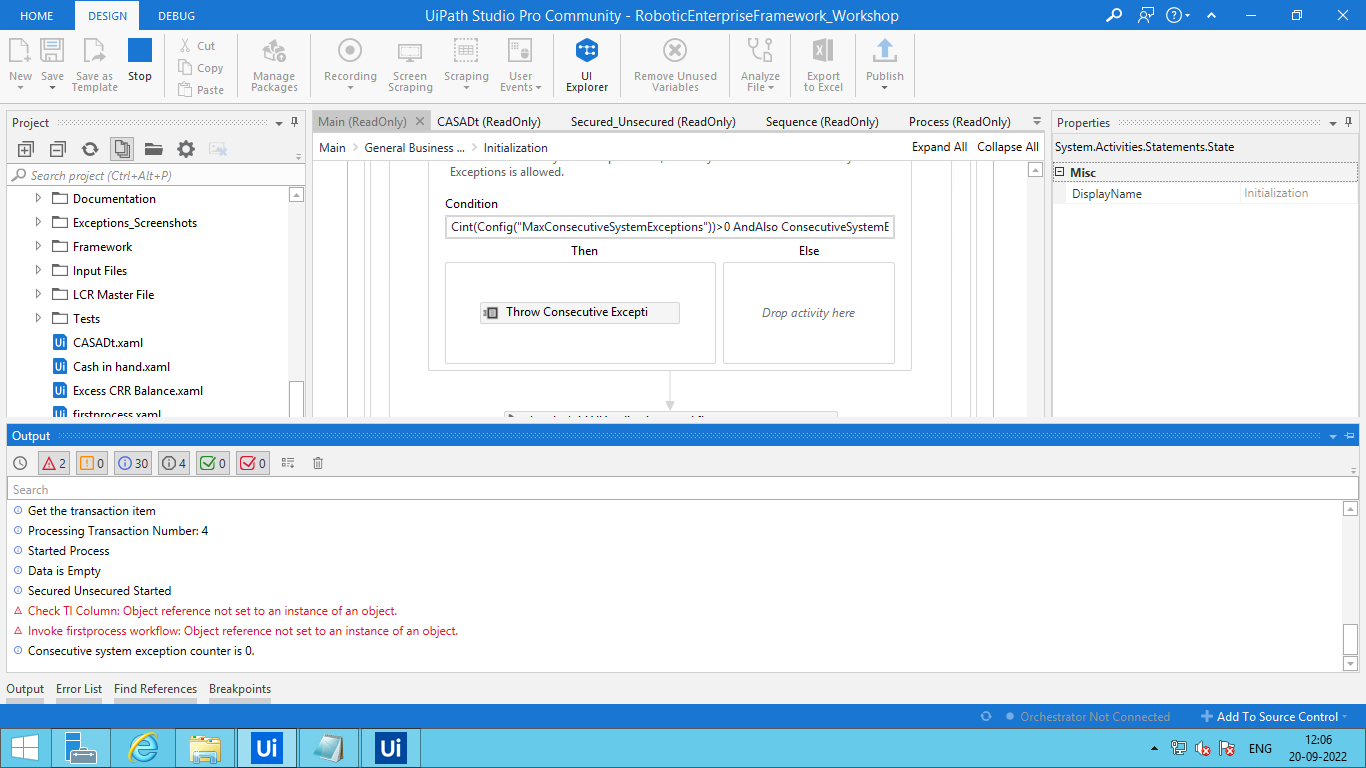 HOME DESIGN DEBUG UiPath Studio Pro Community - RoboticEnterpriseFramework_Workshop
New Save Save as Template Stop Cut Copy Paste Manage Packages Recording Screen Scraping Scraping User Events UI Explorer Remove Unused Variables Analyze File Export to Excel Publish
Project
Search project (Ctrl+Alt+P)
Documentation
Exceptions_Screenshots
Framework
Input Files
LCR Master File
Tests
CASADt.xaml
Cash in hand.xaml
Excess CRR Balance.xaml
firstprocess.xaml
Main (ReadOnly) CASADt (ReadOnly) Secured_Unsecured (ReadOnly) Sequence (ReadOnly) Process (ReadOnly)
Main > General Business ... > Initialization Expand All Collapse All
Exceptions is allowed.
Condition
Cint(Config("MaxConsecutiveSystemExceptions"))>0 AndAlso ConsecutiveSystemE
Then Else
Throw Consecutive Excepti
Drop activity here
Properties
System.Activities.Statements.State
Misc
DisplayName Initialization
Output
2 0 30 4 0 0
Search
Get the transaction item
Processing Transaction Number: 4
Started Process
Data is Empty
Secured Unsecured Started
Check TI Column: Object reference not set to an instance of an object.
Invoke firstprocess workflow: Object reference not set to an instance of an object.
Consecutive system exception counter is 0.
Output Error List Find References Breakpoints
Orchestrator Not Connected Add To Source Control
Ui Ui ENG 12:06
20-09-2022